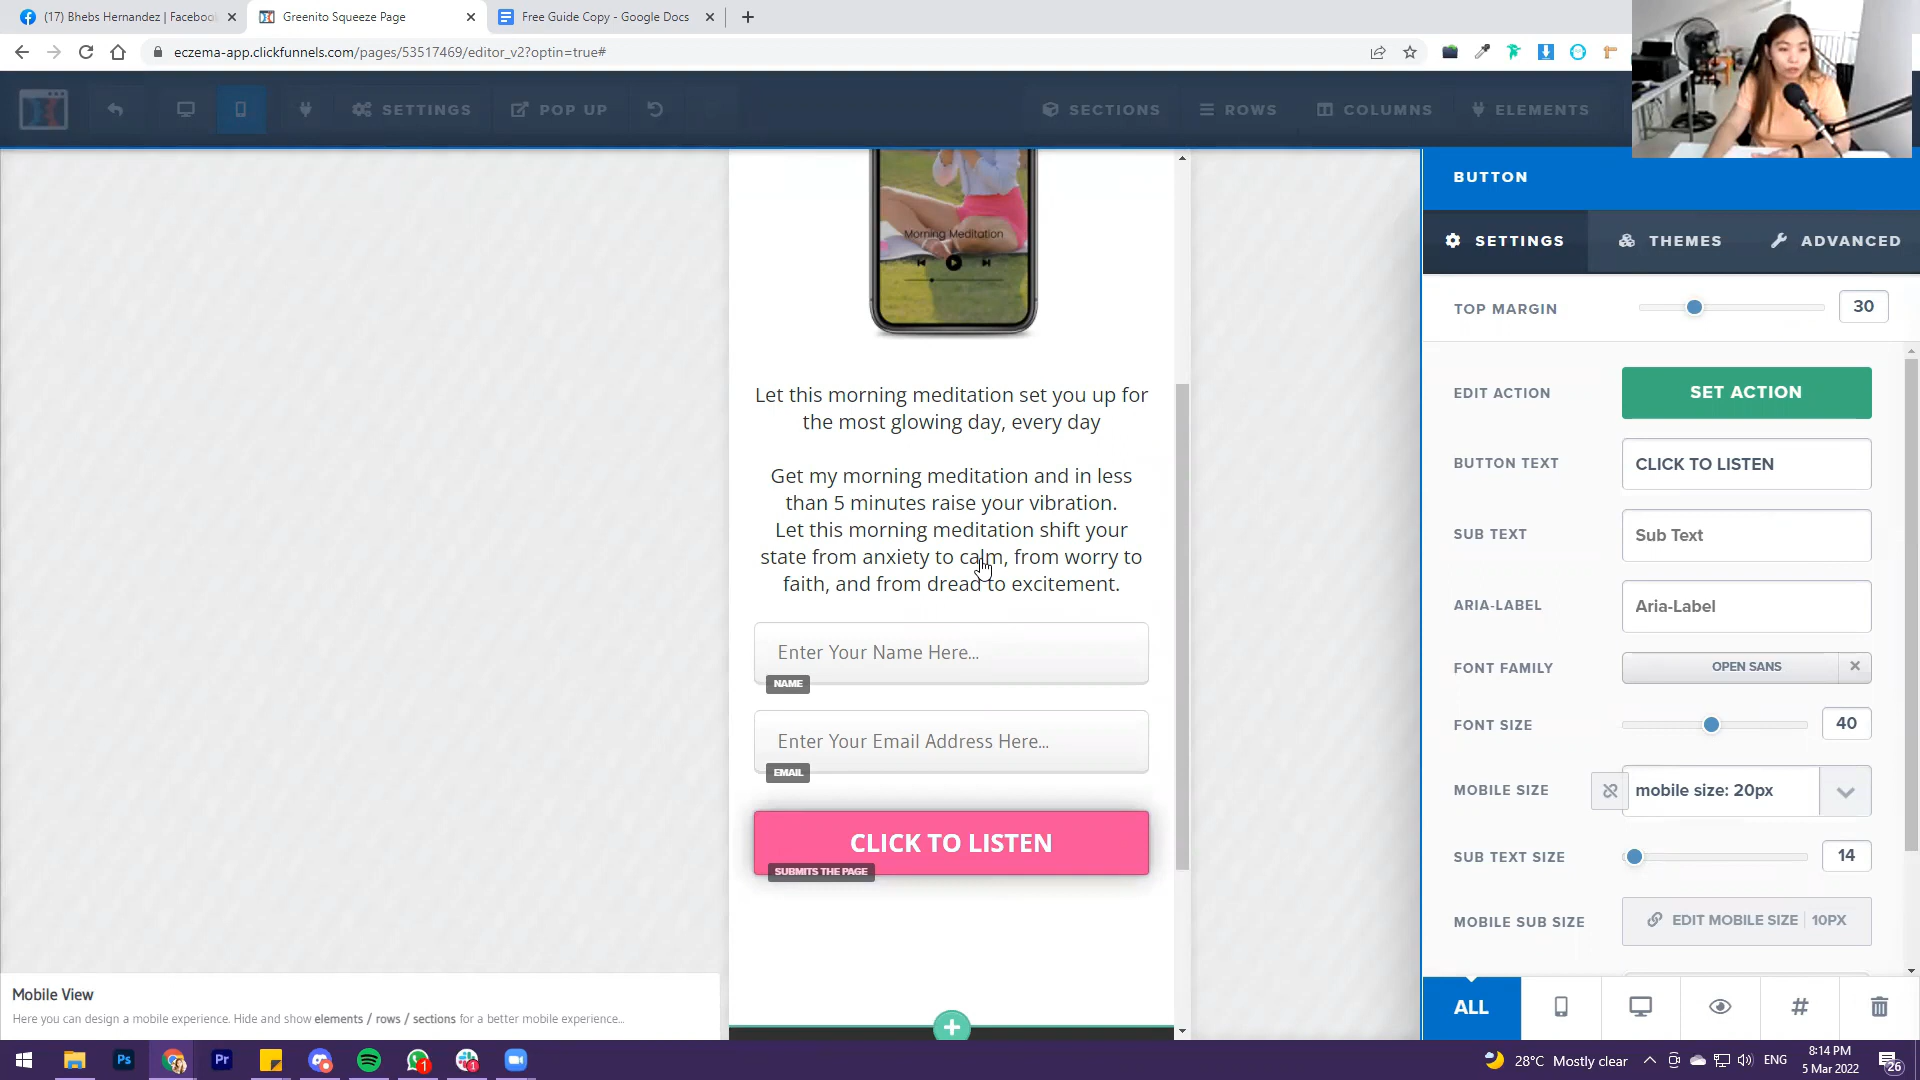 (17) Bhebs Hernandez | Facebook
Greenito Squeeze Page
Free Guide Copy - Google Docs
eczema-app.clickfunnels.com/pages/53517469/editor_v2?optin=true#
SETTINGS
POP UP
SECTIONS
ROWS
COLUMNS
ELEMENTS
Morning Meditation
Let this morning meditation set you up for
the most glowing day, every day
Get my morning meditation and in less
than 5 minutes raise your vibration.
Let this morning meditation shift your
state from anxiety to calm, from worry to
faith, and from dread to excitement.
Enter Your Name Here...
NAME
Enter Your Email Address Here...
EMAIL
CLICK TO LISTEN
SUBMITS THE PAGE
Mobile View
Here you can design a mobile experience. Hide and show elements / rows / sections for a better mobile experience...
BUTTON
SETTINGS
THEMES
ADVANCED
TOP MARGIN
30
EDIT ACTION
SET ACTION
BUTTON TEXT
CLICK TO LISTEN
SUB TEXT
Sub Text
ARIA-LABEL
Aria-Label
FONT FAMILY
OPEN SANS
FONT SIZE
40
MOBILE SIZE
mobile size: 20px
SUB TEXT SIZE
14
MOBILE SUB SIZE
EDIT MOBILE SIZE
10PX
ALL
Ps
Pr
1
28°C Mostly clear
ENG
8:14 PM
5 Mar 2022
26